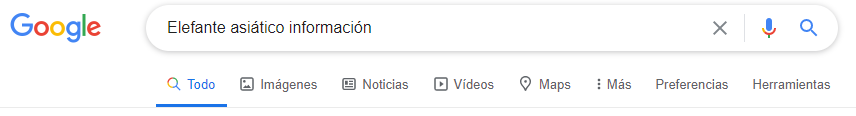 Google Elefante asiático información
Todo Imágenes Noticias Vídeos Maps Más Preferencias Herramientas